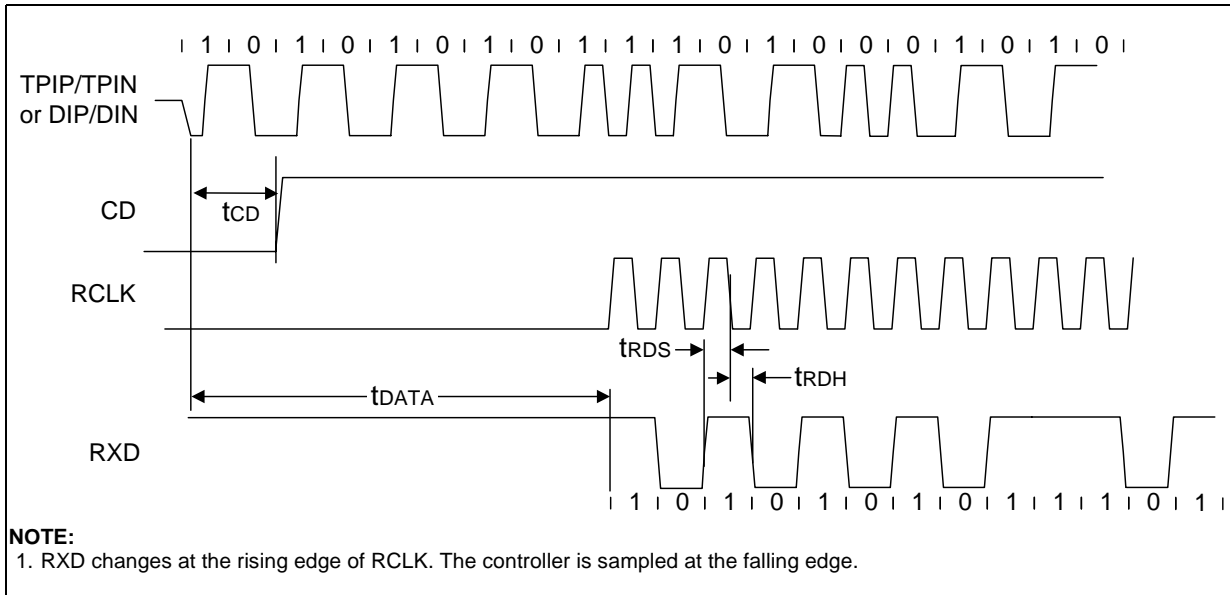 1 0 1 0 1 0 1 0 1 1 1 0 1 0 0 0 1 0 1 0
TPIP/TPIN
or DIP/DIN
tCD
CD
RCLK
tRDS
tRDH
tDATA
RXD
1 0 1 0 1 0 1 0 1 1 1 0 1
NOTE:
1. RXD changes at the rising edge of RCLK. The controller is sampled at the falling edge.